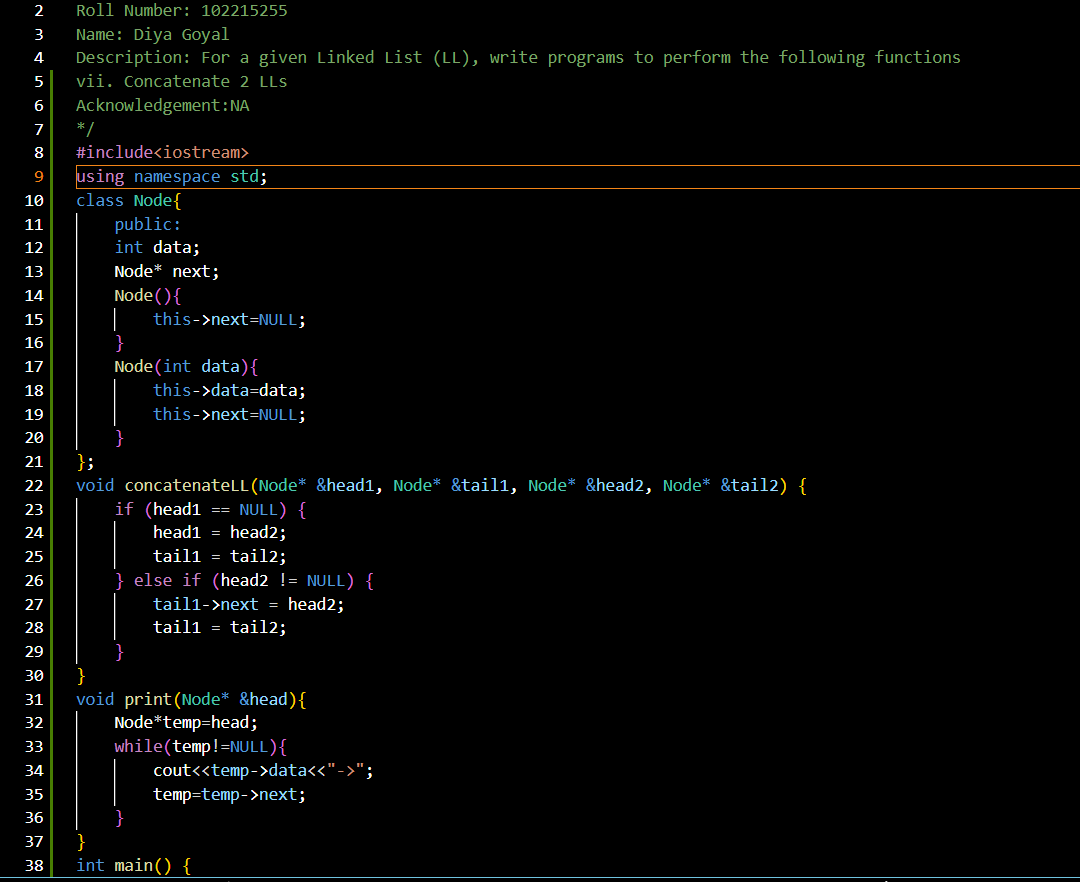 2 Roll Number: 102215255
3 Name: Diya Goyal
4 Description: For a given Linked List (LL), write programs to perform the following functions
5 vii. Concatenate 2 LLs
6 Acknowledgement:NA
7 */
8 #include<iostream>
9 using namespace std;
10 class Node{
11     public:
12     int data;
13     Node* next;
14     Node(){
15         this->next=NULL;
16     }
17     Node(int data){
18         this->data=data;
19         this->next=NULL;
20     }
21 };
22 void concatenateLL(Node* &head1, Node* &tail1, Node* &head2, Node* &tail2) {
23     if (head1 == NULL) {
24         head1 = head2;
25         tail1 = tail2;
26     } else if (head2 != NULL) {
27         tail1->next = head2;
28         tail1 = tail2;
29     }
30 }
31 void print(Node* &head){
32     Node*temp=head;
33     while(temp!=NULL){
34         cout<<temp->data<<"->";
35         temp=temp->next;
36     }
37 }
38 int main() {